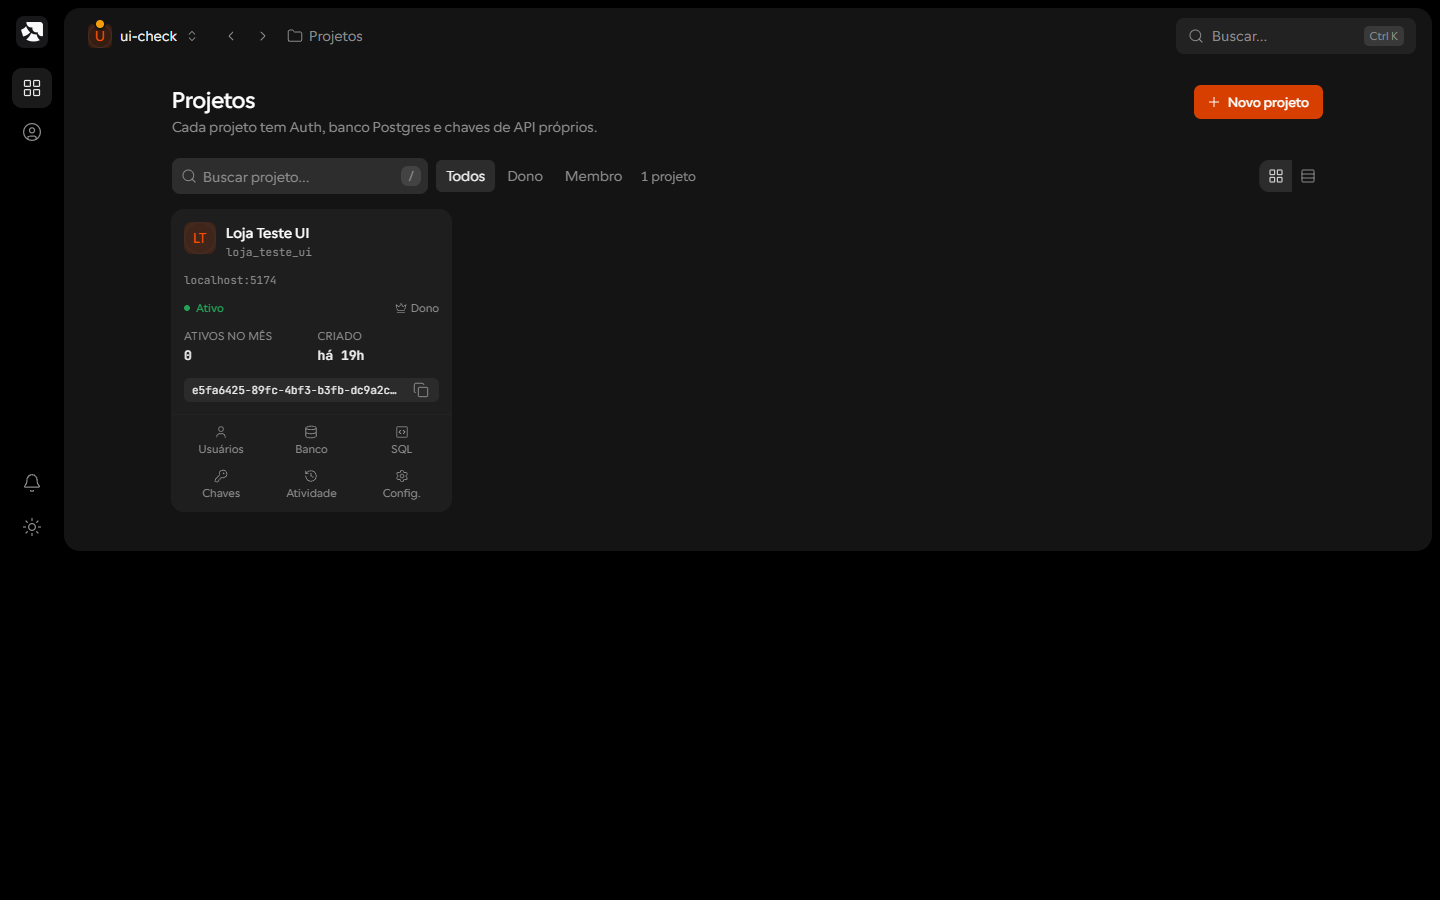 U ui-check Projetos Buscar... Ctrl K
Projetos
Novo projeto
Cada projeto tem Auth, banco Postgres e chaves de API próprios.
Buscar projeto... / Todos Dono Membro 1 projeto
LT Loja Teste UI
loja_teste_ui
localhost:5174
Ativo Dono
ATIVOS NO MÊS CRIADO
0 há 19h
e5fa6425-89fc-4bf3-b3fb-dc9a2c…
Usuários Banco SQL
Chaves Atividade Config.